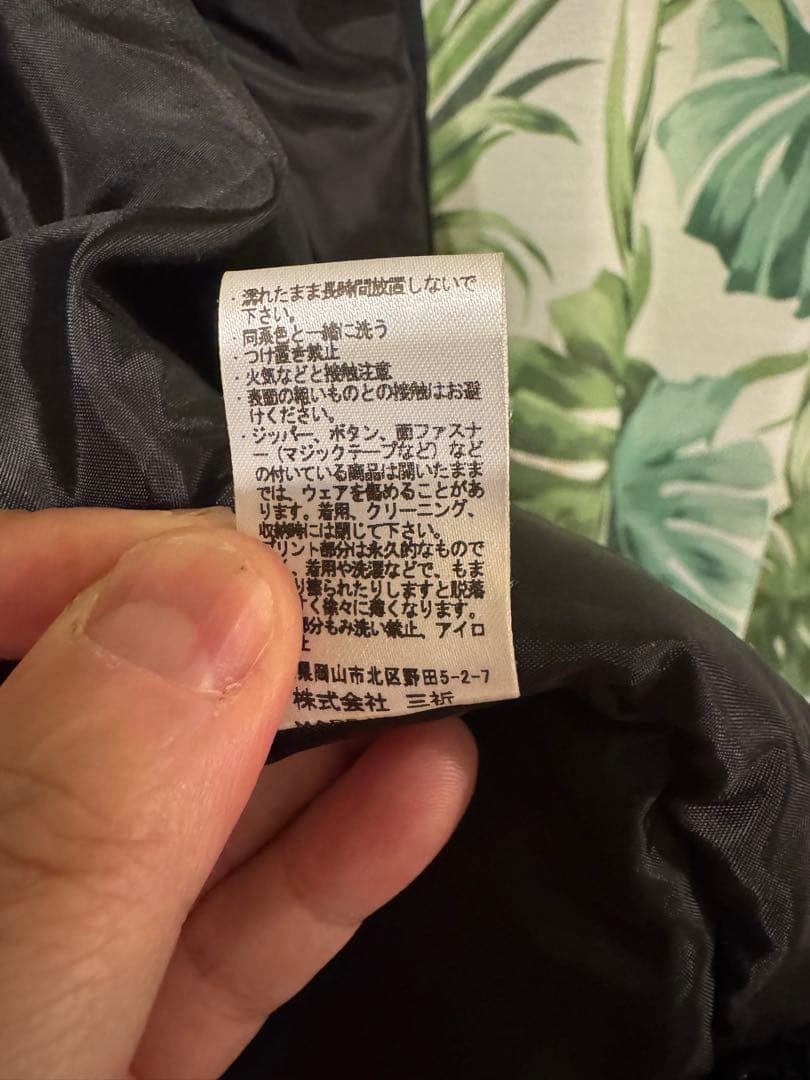 ・濡れたまま長時間放置しないで
下さい。
・同系色と一緒に洗う
・つけ置き禁止
・火気などと接触注意
・表面の粗いものとの接触はお避
けください。
・ジッパー、ボタン、面ファスナ
ー（マジックテープなど）など
の付いている商品は開いたまま
では、ウェアを傷めることがあ
ります。着用、クリーニング、
収納時には閉じて下さい。
プリント部分は永久的なもので
、着用や洗濯などで、もま
り擦られたりしますと脱落
すく徐々に薄くなります。
部分もみ洗い禁止、アイロ
止
県岡山市北区野田5-2-7
株式会社 三祈